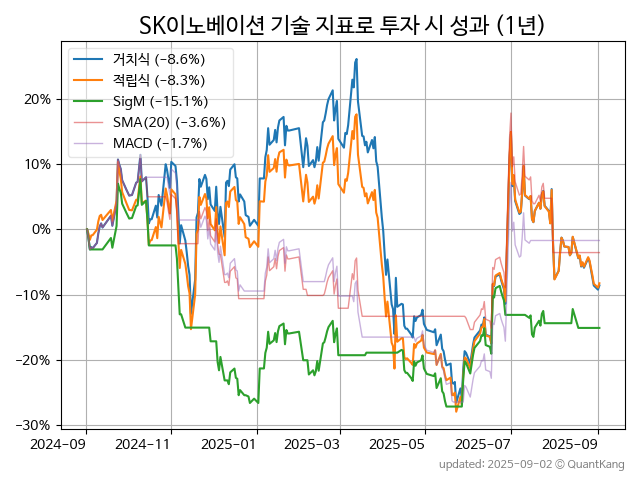 SK이노베이션 기술 지표로 투자 시 성과 (1년)
거치식 (−8.6%)
적립식 (−8.3%)
SigM (−15.1%)
SMA(20) (−3.6%)
MACD (−1.7%)
20%
10%
0%
−10%
−20%
−30%
2024−09 2024−11 2025−01 2025−03 2025−05 2025−07 2025−09
updated: 2025−09−02 © QuantKang